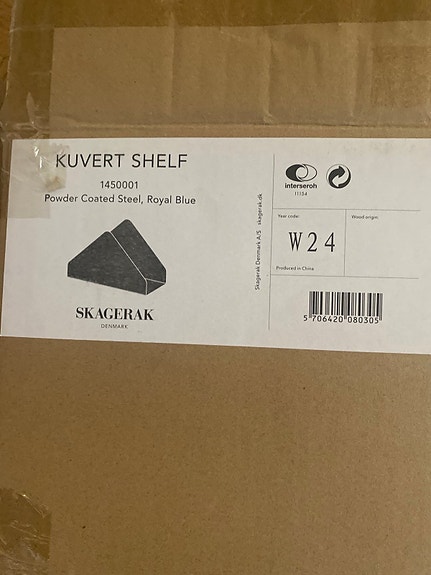 KUVERT SHELF
1450001
Powder Coated Steel, Royal Blue
SKAGERAK
DENMARK
Skagerak Denmark A/S skagerak.dk
interseroh
11154
Year code:
Wood origin:
W24
Produced in China
5 706420 080305